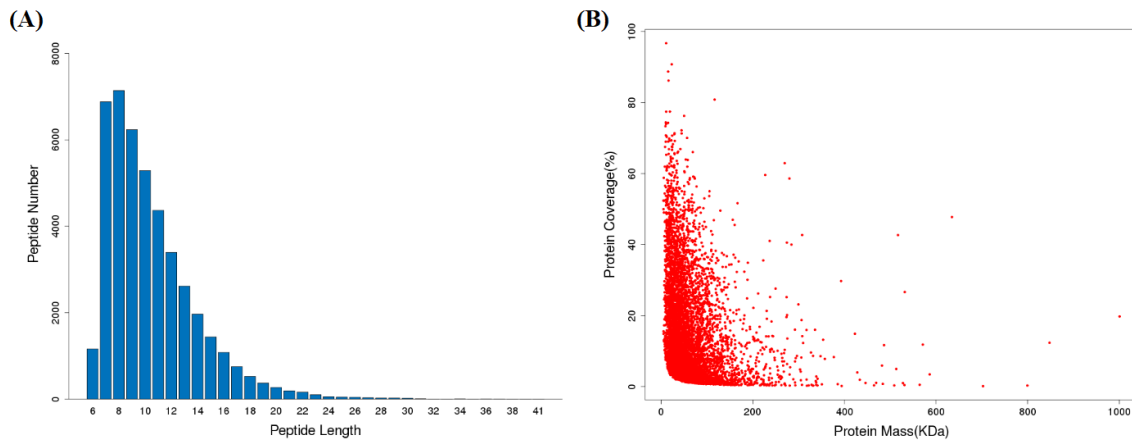 (A)
Peptide Number
8000
6000
4000
2000
0
6 8 10 12 14 16 18 20 22 24 26 28 30 32 34 36 38 41
Peptide Length
(B)
Protein Coverage(%)
100
80
60
40
20
0
0 200 400 600 800 1000
Protein Mass(KDa)